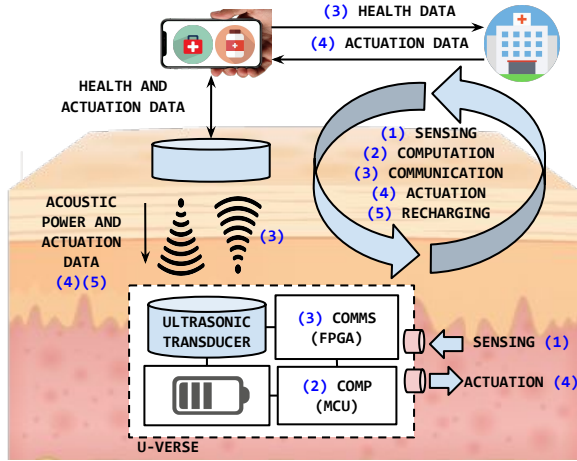 (3) HEALTH DATA
(4) ACTUATION DATA
HEALTH AND
ACTUATION DATA
(1) SENSING
(2) COMPUTATION
(3) COMMUNICATION
(4) ACTUATION
(5) RECHARGING
ACOUSTIC
POWER AND
ACTUATION
DATA
(4)(5)
(3)
ULTRASONIC
TRANSDUCER
(3) COMMS
(FPGA)
SENSING (1)
(2) COMP
(MCU)
ACTUATION (4)
U-VERSE